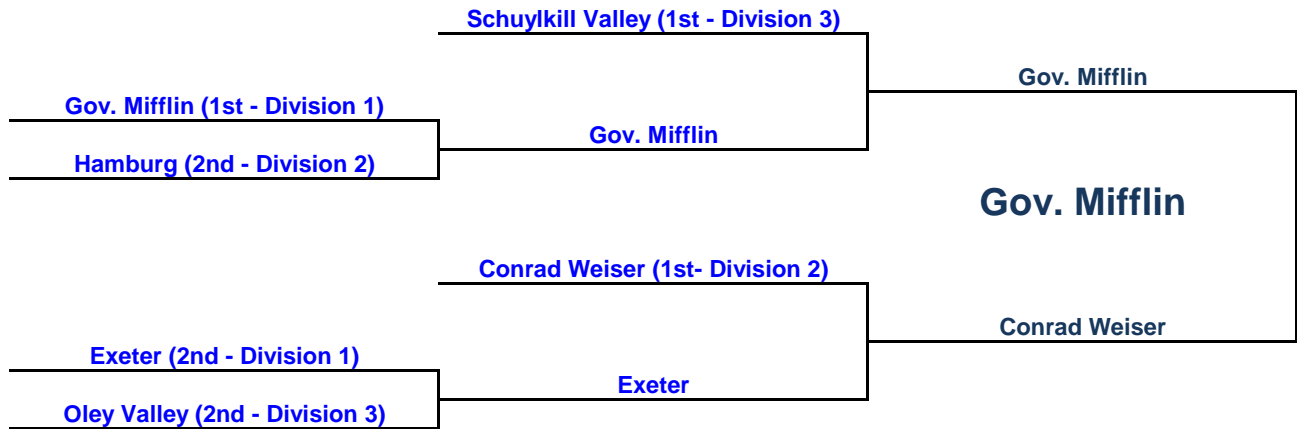 Schuylkill Valley (1st - Division 3)
Gov. Mifflin
Gov. Mifflin (1st - Division 1)
Gov. Mifflin
Hamburg (2nd - Division 2)
Gov. Mifflin
Conrad Weiser (1st- Division 2)
Conrad Weiser
Exeter (2nd - Division 1)
Exeter
Oley Valley (2nd - Division 3)